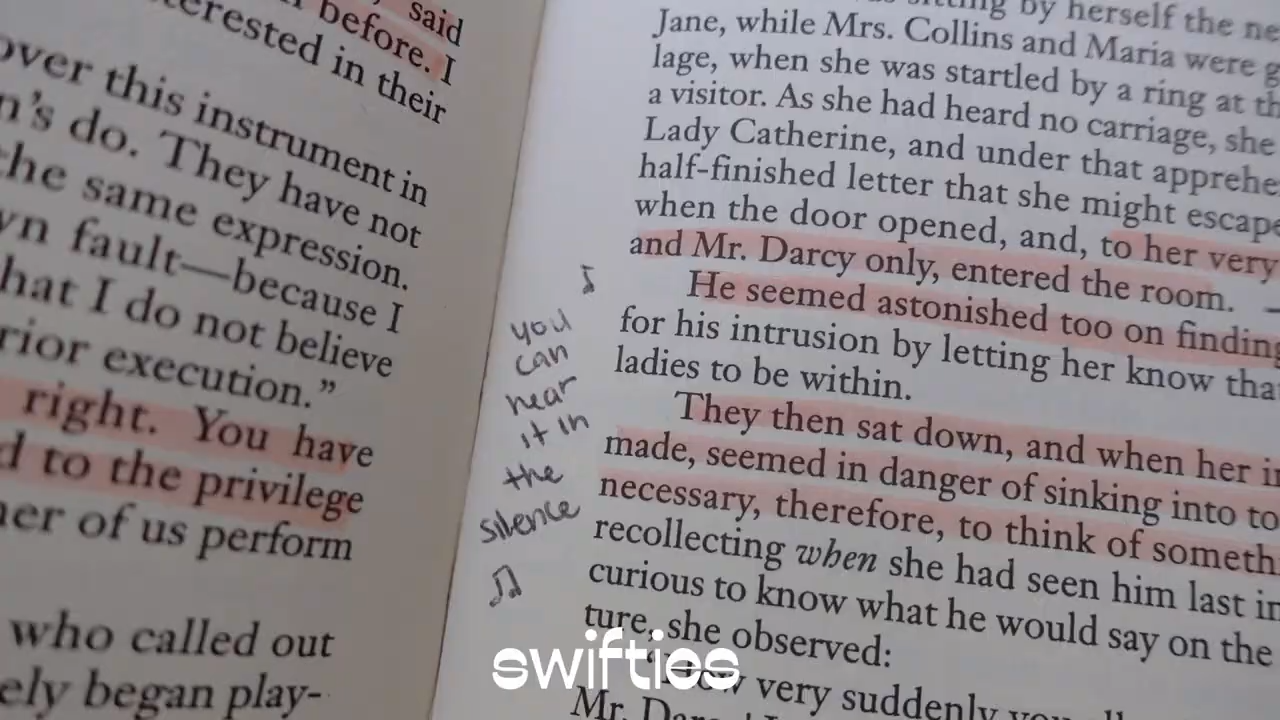 said
before. I
terested in their
over this instrument in
n's do. They have not
the same expression.
wn fault—because I
hat I do not believe
rior execution."
right. You have
d to the privilege
ner of us perform
who called out
ely began play-
♪
you
can
hear
it in
the
silence
♫
sitting by herself the ne
Jane, while Mrs. Collins and Maria were g
lage, when she was startled by a ring at th
a visitor. As she had heard no carriage, she
Lady Catherine, and under that apprehe
half-finished letter that she might escape
when the door opened, and, to her very
and Mr. Darcy only, entered the room.
He seemed astonished too on finding
for his intrusion by letting her know tha
ladies to be within.
They then sat down, and when her in
made, seemed in danger of sinking into to
necessary, therefore, to think of someth
recollecting when she had seen him last in
curious to know what he would say on the
ture, she observed:
"How very suddenly you all
Mr.
swifties